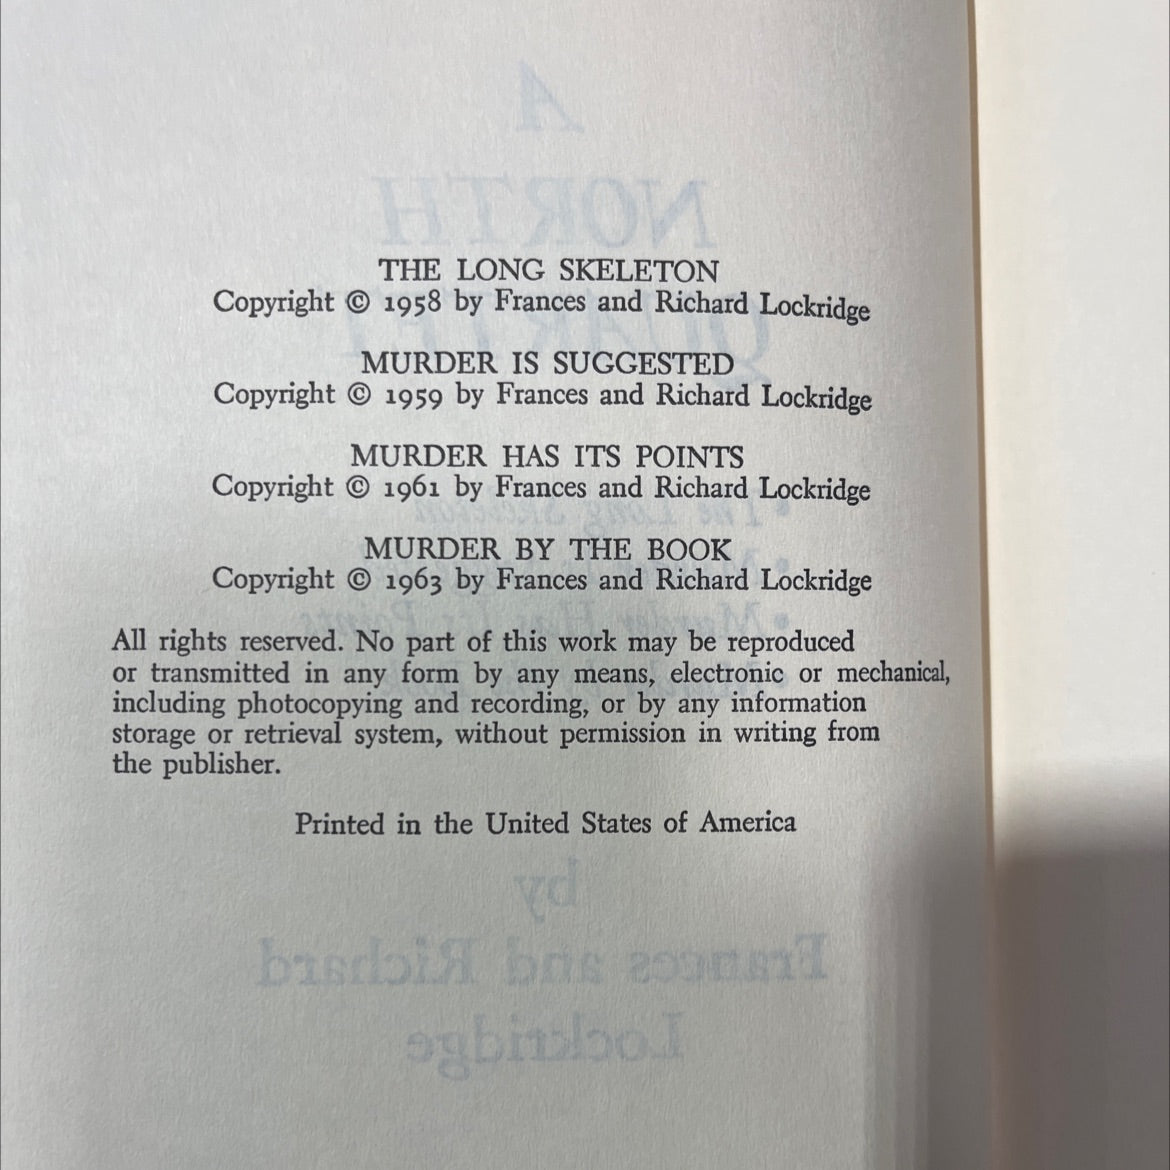 THE LONG SKELETON
Copyright © 1958 by Frances and Richard Lockridge
MURDER IS SUGGESTED
Copyright © 1959 by Frances and Richard Lockridge
MURDER HAS ITS POINTS
Copyright © 1961 by Frances and Richard Lockridge
MURDER BY THE BOOK
Copyright © 1963 by Frances and Richard Lockridge
All rights reserved. No part of this work may be reproduced
or transmitted in any form by any means, electronic or mechanical,
including photocopying and recording, or by any information
storage or retrieval system, without permission in writing from
the publisher.
Printed in the United States of America